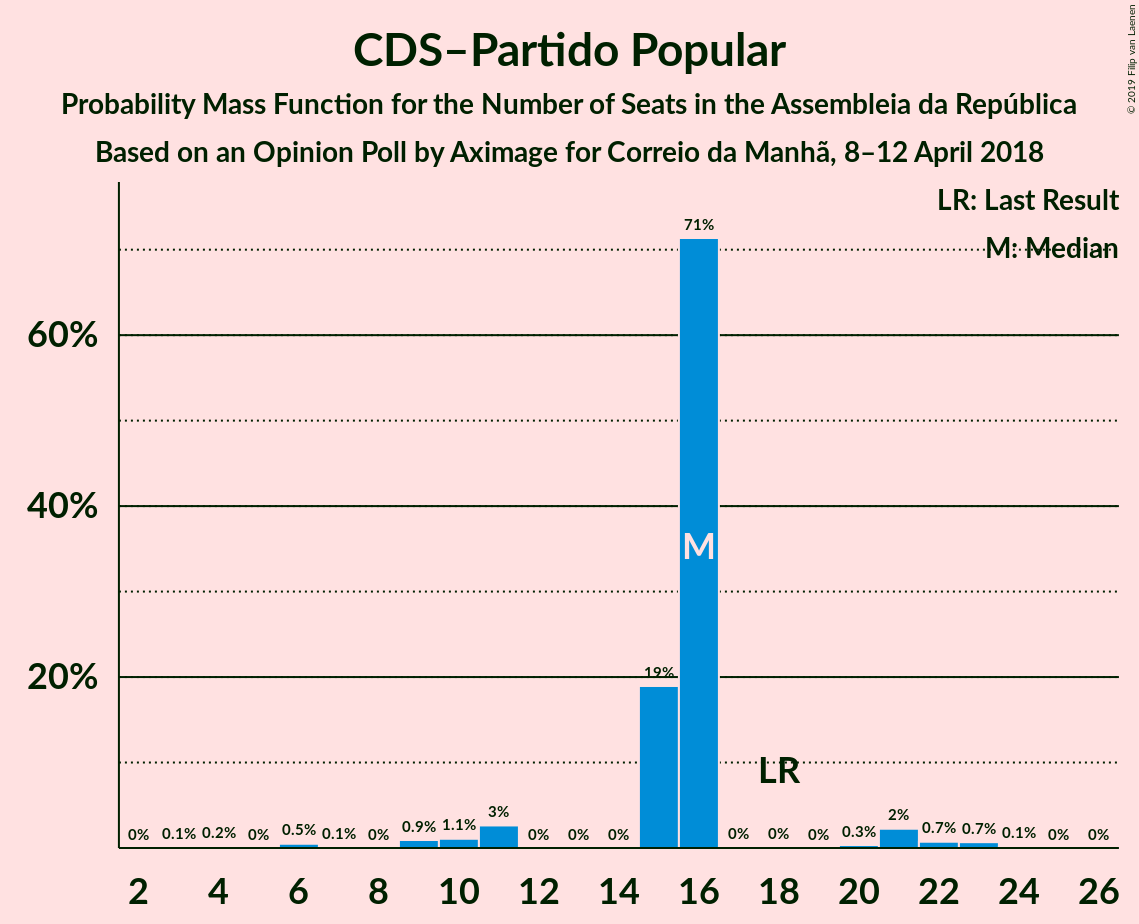 CDS–Partido Popular
Probability Mass Function for the Number of Seats in the Assembleia da República
Based on an Opinion Poll by Aximage for Correio da Manhã, 8–12 April 2018
© 2019 Filip van Laenen
LR: Last Result
M: Median
60%
40%
20%
0% 0.1% 0.2% 0% 0.5% 0.1% 0% 0.9% 1.1% 3% 0% 0% 0% 19% 71% 0% 0% 0% 0.3% 2% 0.7% 0.7% 0.1% 0% 0%
M
LR
2 4 6 8 10 12 14 16 18 20 22 24 26